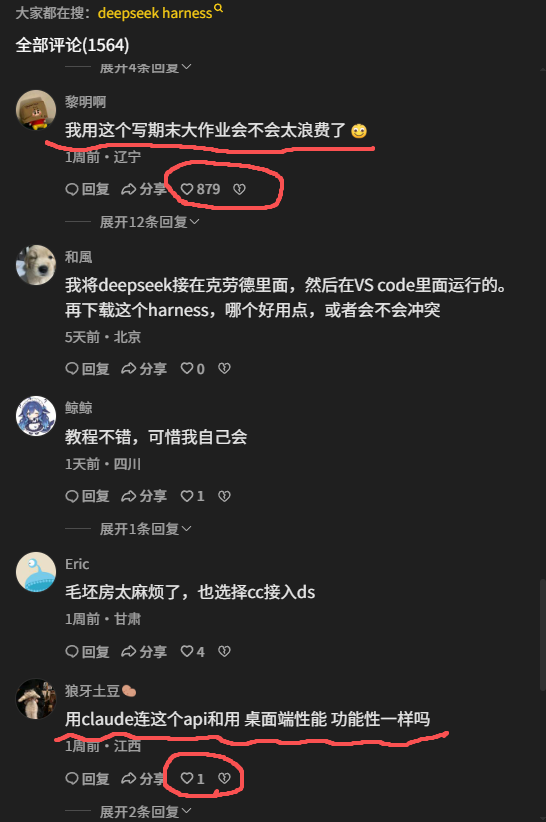 大家都在搜：deepseek harness
全部评论(1564)
展开4条回复
黎明啊
我用这个写期末大作业会不会太浪费了
1周前·辽宁
回复 分享 879
展开12条回复
和風
我将deepseek接在克劳德里面，然后在VS code里面运行的。
再下载这个harness，哪个好用点，或者会不会冲突
5天前·北京
回复 分享 0
鲸鲸
教程不错，可惜我自己会
1天前·四川
回复 分享 1
展开1条回复
Eric
毛坯房太麻烦了，也选择cc接入ds
1周前·甘肃
回复 分享 4
狼牙土豆
用claude连这个api和用 桌面端性能 功能性一样吗
1周前·江西
回复 分享 1
展开2条回复